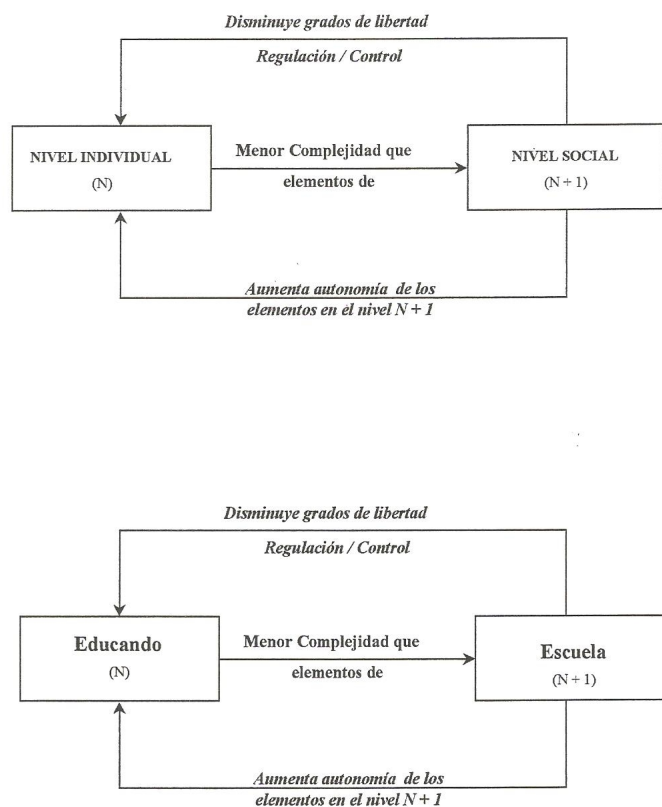 Disminuye grados de libertad
Regulación / Control
NIVEL INDIVIDUAL
(N)
Menor Complejidad que
elementos de
NIVEL SOCIAL
(N + 1)
Aumenta autonomía de los
elementos en el nivel N + 1
Disminuye grados de libertad
Regulación / Control
Educando
(N)
Menor Complejidad que
elementos de
Escuela
(N + 1)
Aumenta autonomía de los
elementos en el nivel N + 1